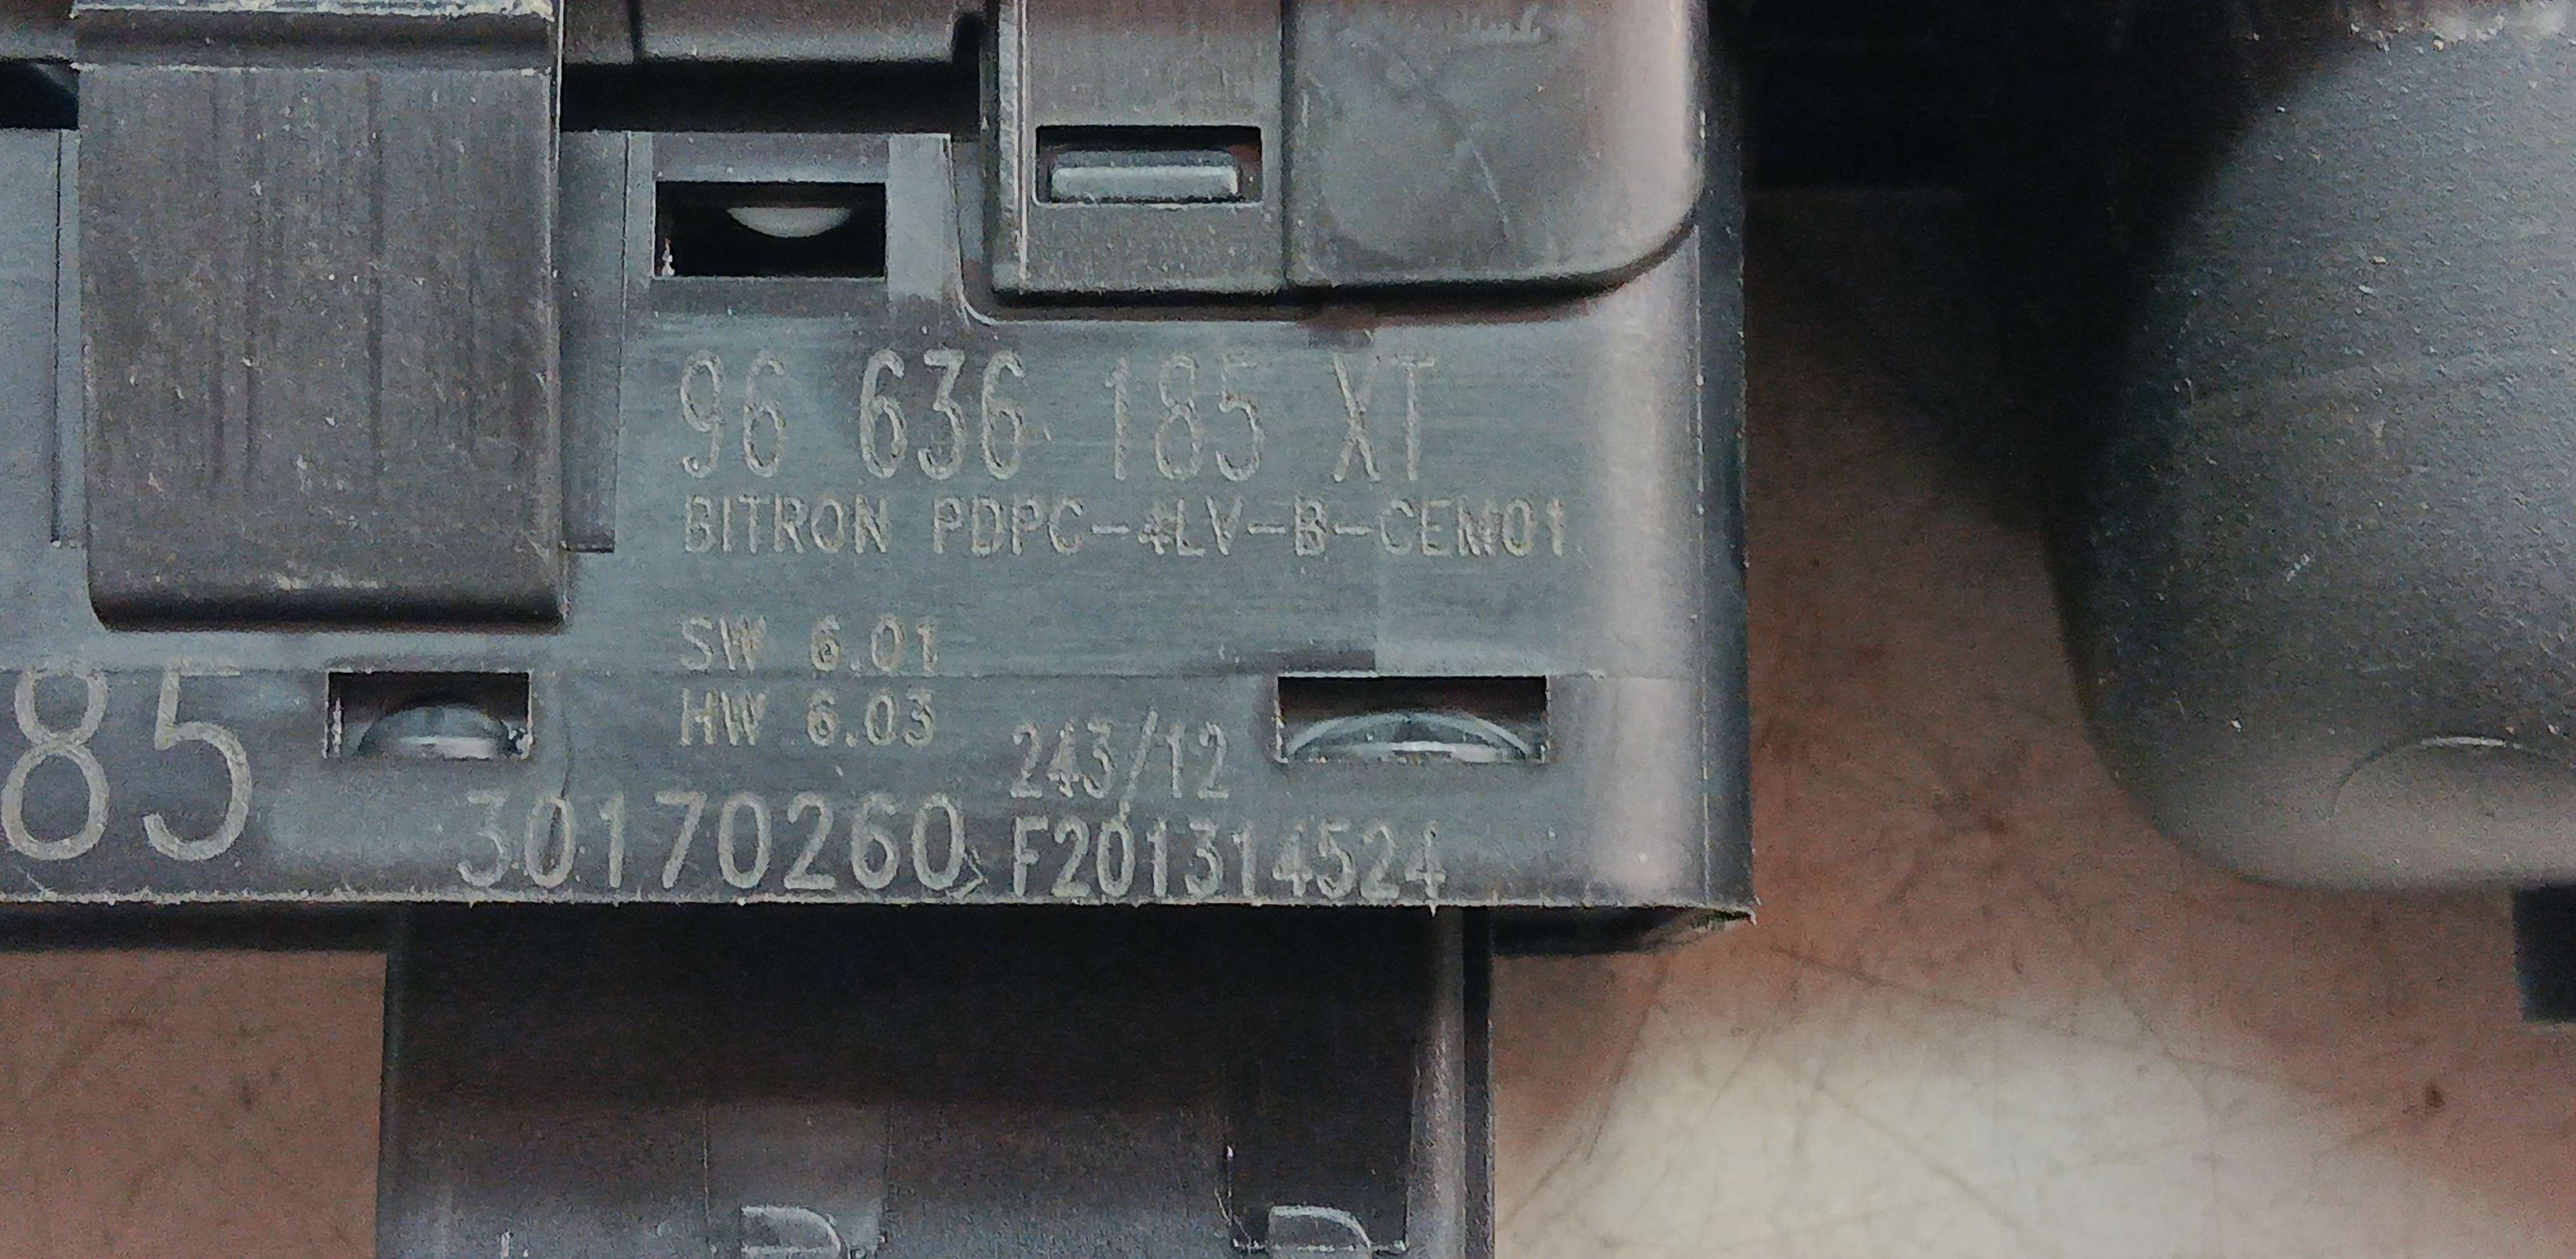 96 636 185 XT
BITRON PDPC-4LV-B-CEM01
SW 6.01
HW 6.03
243/12
85
30170260
F201314524